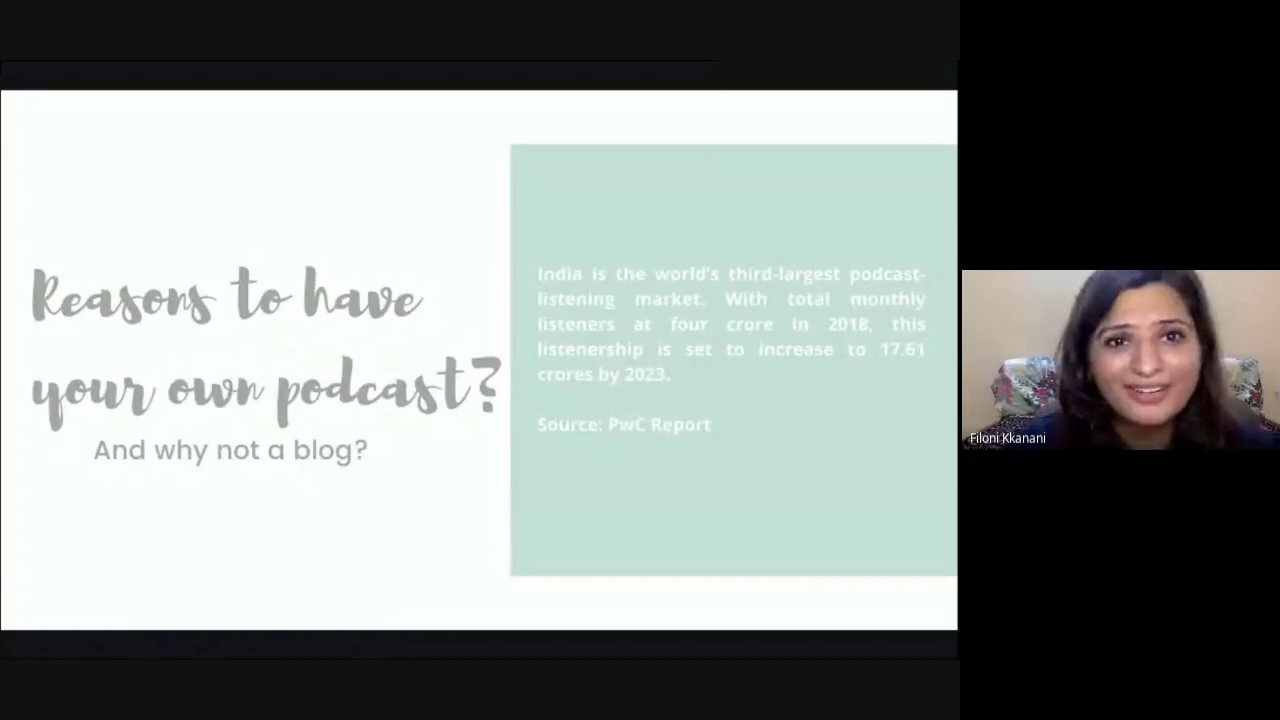 Reasons to have
your own podcast?
And why not a blog?
India is the world's third-largest podcast-
listening market. With total monthly
listeners at four crore in 2018, this
listenership is set to increase to 17.61
crores by 2023.
Source: PwC Report
Filoni Kkanani